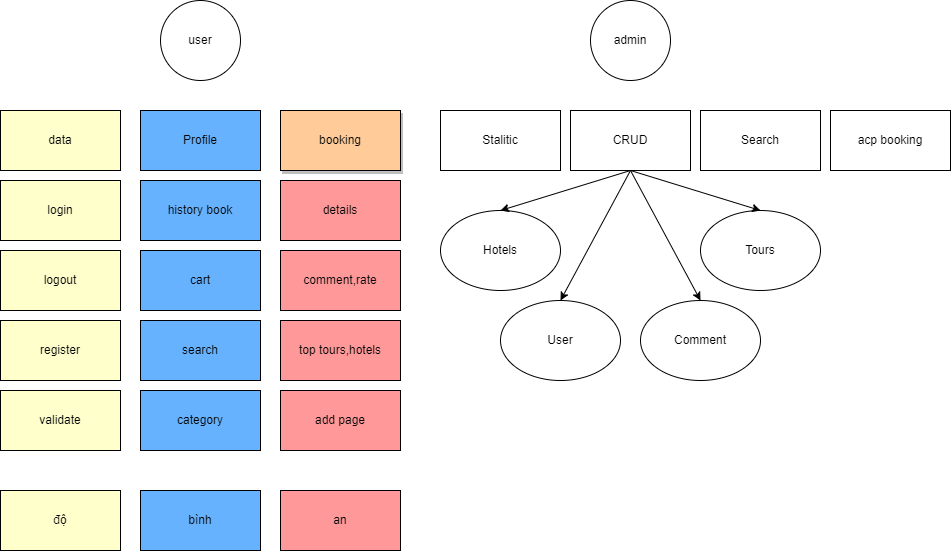 user
admin
data
Profile
booking
Stalitic
CRUD
Search
acp booking
login
history book
details
Hotels
Tours
logout
cart
comment,rate
register
search
top tours,hotels
User
Comment
validate
category
add page
độ
bình
an